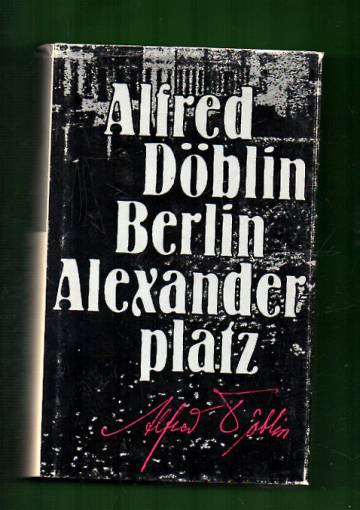 Alfred
Döblin
Berlin
Alexander
platz
Alfred Döblin